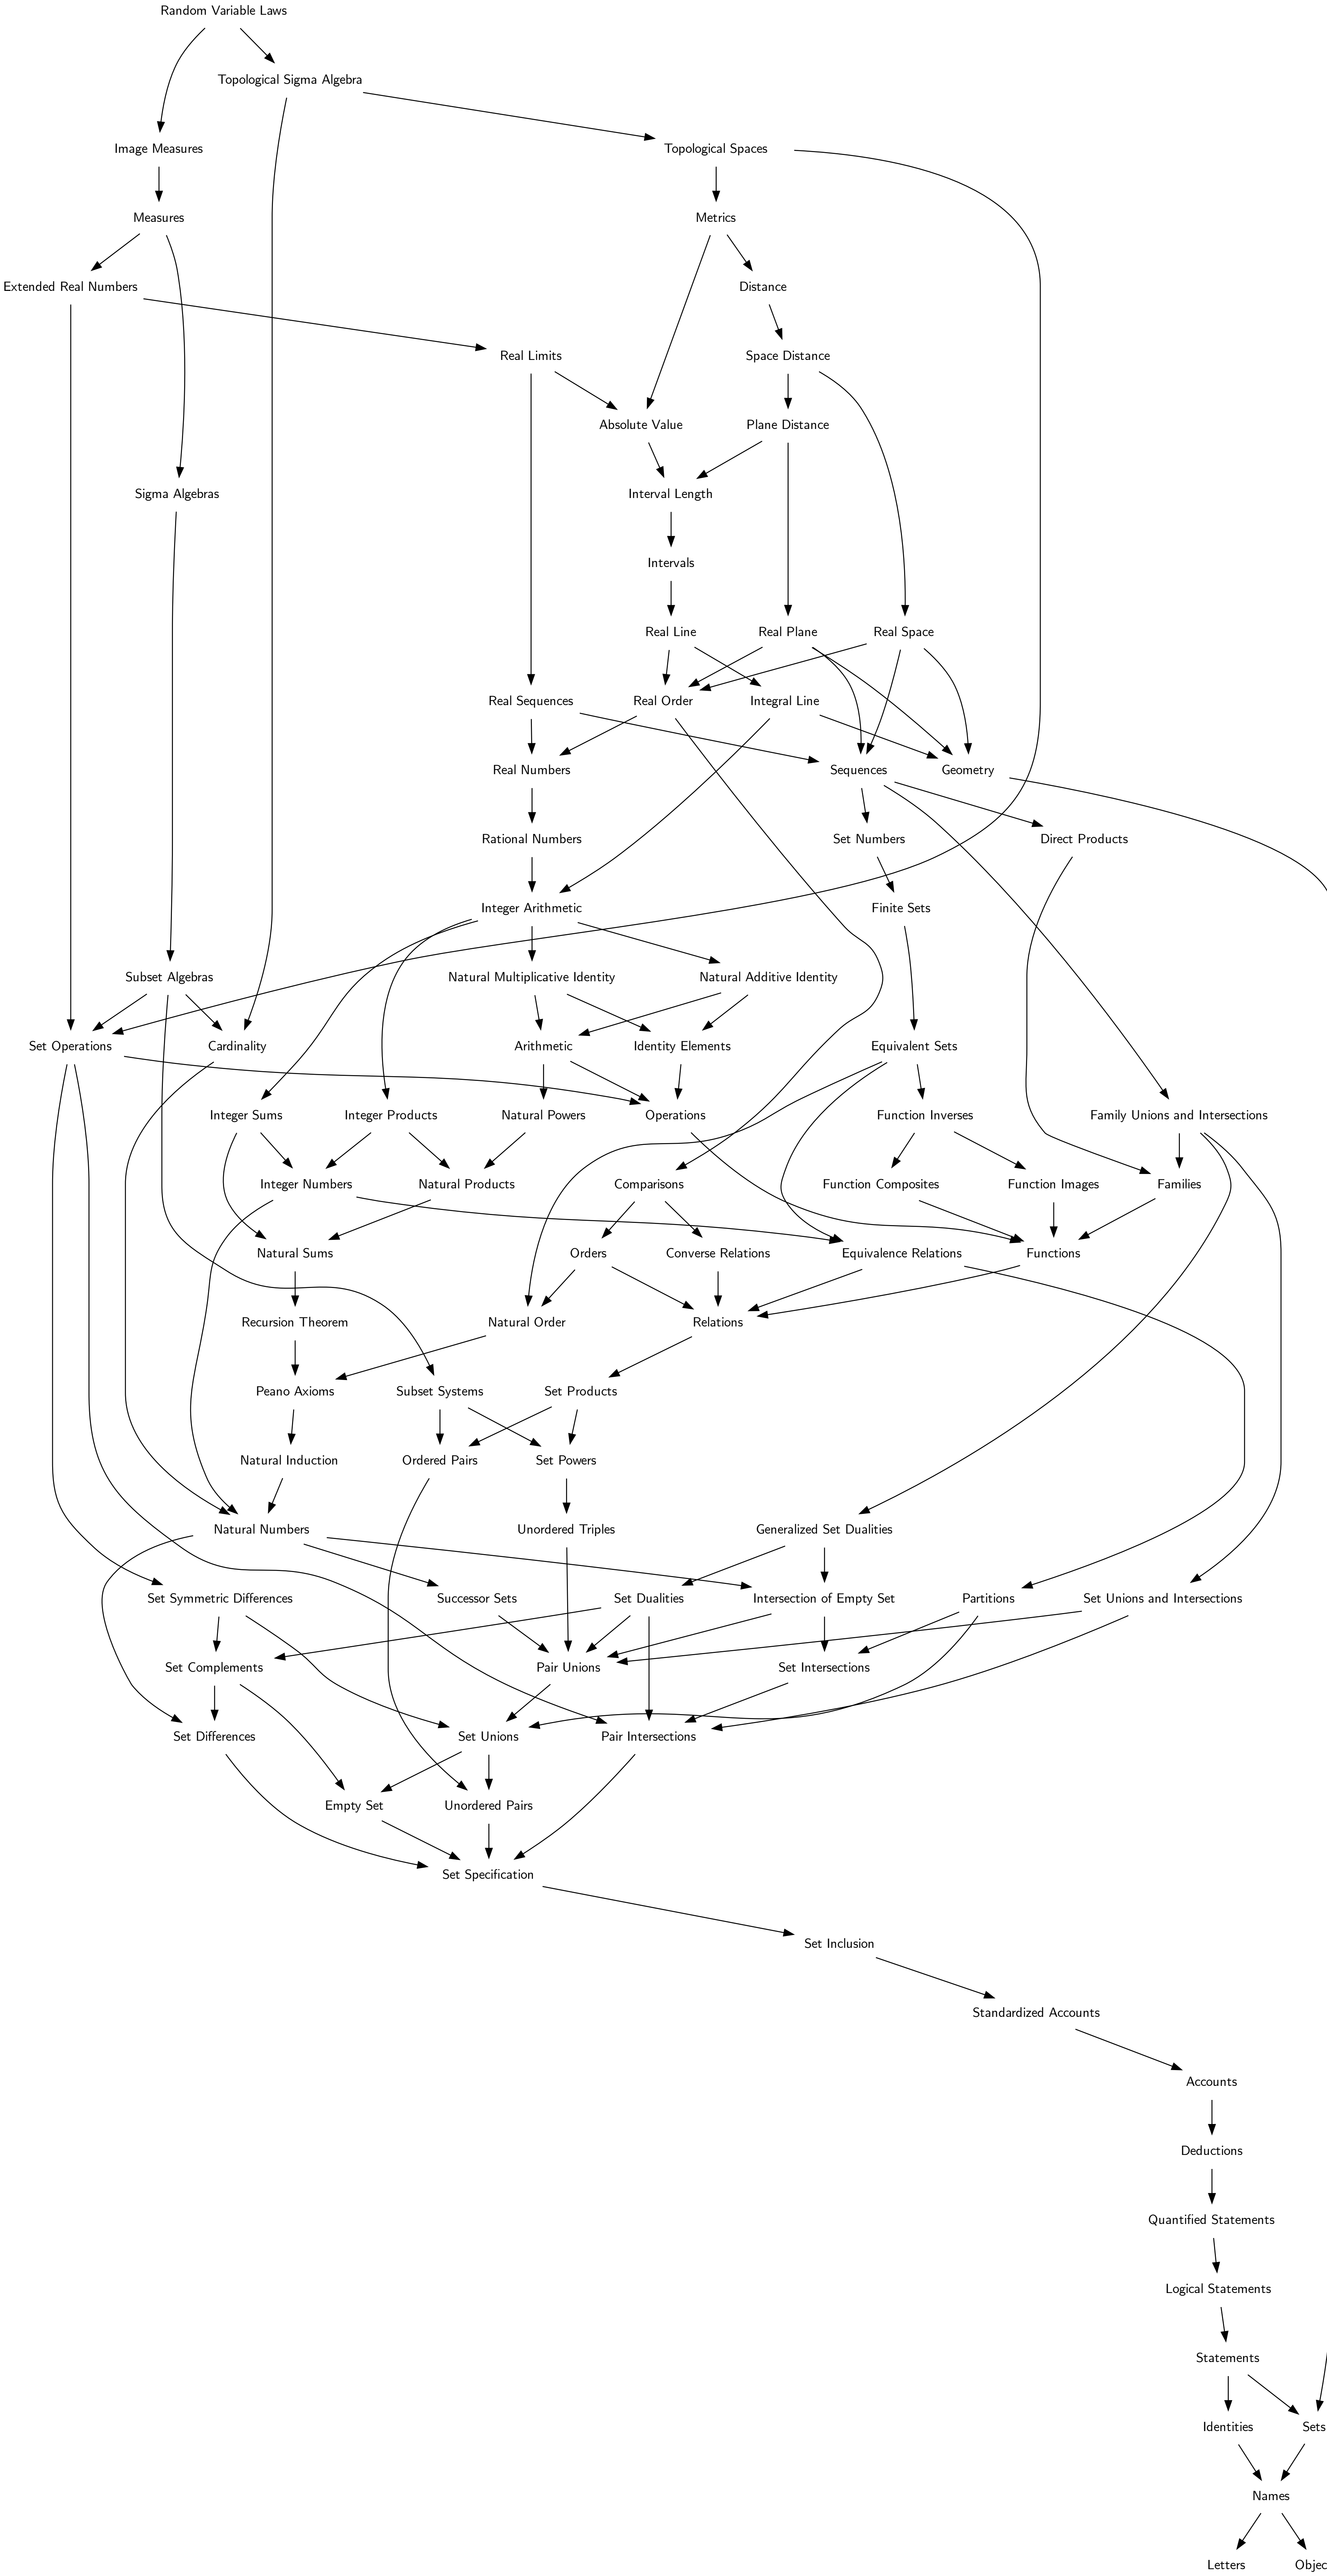 Random Variable Laws
Topological Sigma Algebra
Image Measures
Topological Spaces
Measures
Metrics
Extended Real Numbers
Distance
Real Limits
Space Distance
Absolute Value
Plane Distance
Sigma Algebras
Interval Length
Intervals
Real Line
Real Plane
Real Space
Real Sequences
Real Order
Integral Line
Real Numbers
Sequences
Geometry
Rational Numbers
Set Numbers
Direct Products
Integer Arithmetic
Finite Sets
Subset Algebras
Natural Multiplicative Identity
Natural Additive Identity
Set Operations
Cardinality
Arithmetic
Identity Elements
Equivalent Sets
Integer Sums
Integer Products
Natural Powers
Operations
Function Inverses
Family Unions and Intersections
Integer Numbers
Natural Products
Comparisons
Function Composites
Function Images
Families
Natural Sums
Orders
Converse Relations
Equivalence Relations
Functions
Recursion Theorem
Natural Order
Relations
Peano Axioms
Subset Systems
Set Products
Natural Induction
Ordered Pairs
Set Powers
Natural Numbers
Unordered Triples
Generalized Set Dualities
Set Symmetric Differences
Successor Sets
Set Dualities
Intersection of Empty Set
Partitions
Set Unions and Intersections
Set Complements
Pair Unions
Set Intersections
Set Differences
Set Unions
Pair Intersections
Empty Set
Unordered Pairs
Set Specification
Set Inclusion
Standardized Accounts
Accounts
Deductions
Quantified Statements
Logical Statements
Statements
Identities
Sets
Names
Letters
Objec